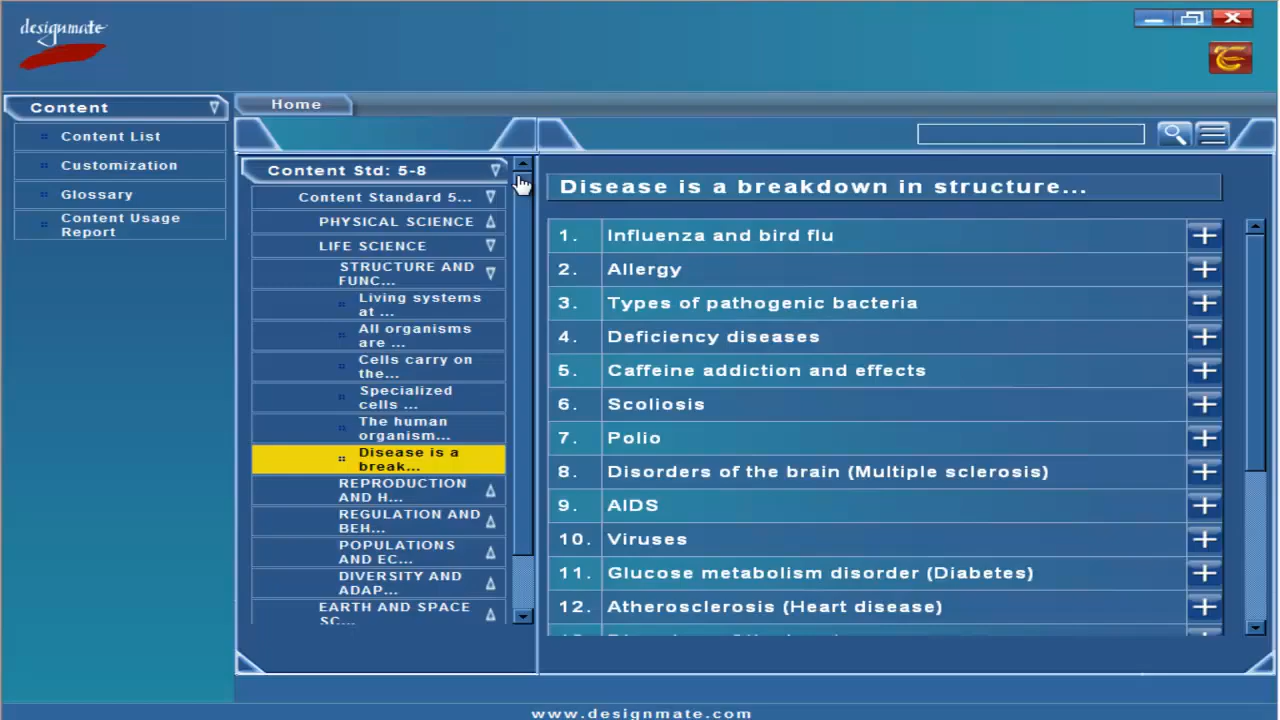 designmate
Content
Content List
Customization
Glossary
Content Usage
Report
Home
Content Std: 5-8
Content Standard 5...
PHYSICAL SCIENCE
LIFE SCIENCE
STRUCTURE AND
FUNC...
Living systems
at ...
All organisms
are ...
Cells carry on
the...
Specialized
cells ...
The human
organism...
Disease is a
break...
REPRODUCTION
AND H...
REGULATION AND
BEH...
POPULATIONS
AND EC...
DIVERSITY AND
ADAP...
EARTH AND SPACE
SC...
Disease is a breakdown in structure...
1. Influenza and bird flu
2. Allergy
3. Types of pathogenic bacteria
4. Deficiency diseases
5. Caffeine addiction and effects
6. Scoliosis
7. Polio
8. Disorders of the brain (Multiple sclerosis)
9. AIDS
10. Viruses
11. Glucose metabolism disorder (Diabetes)
12. Atherosclerosis (Heart disease)
www.designmate.com